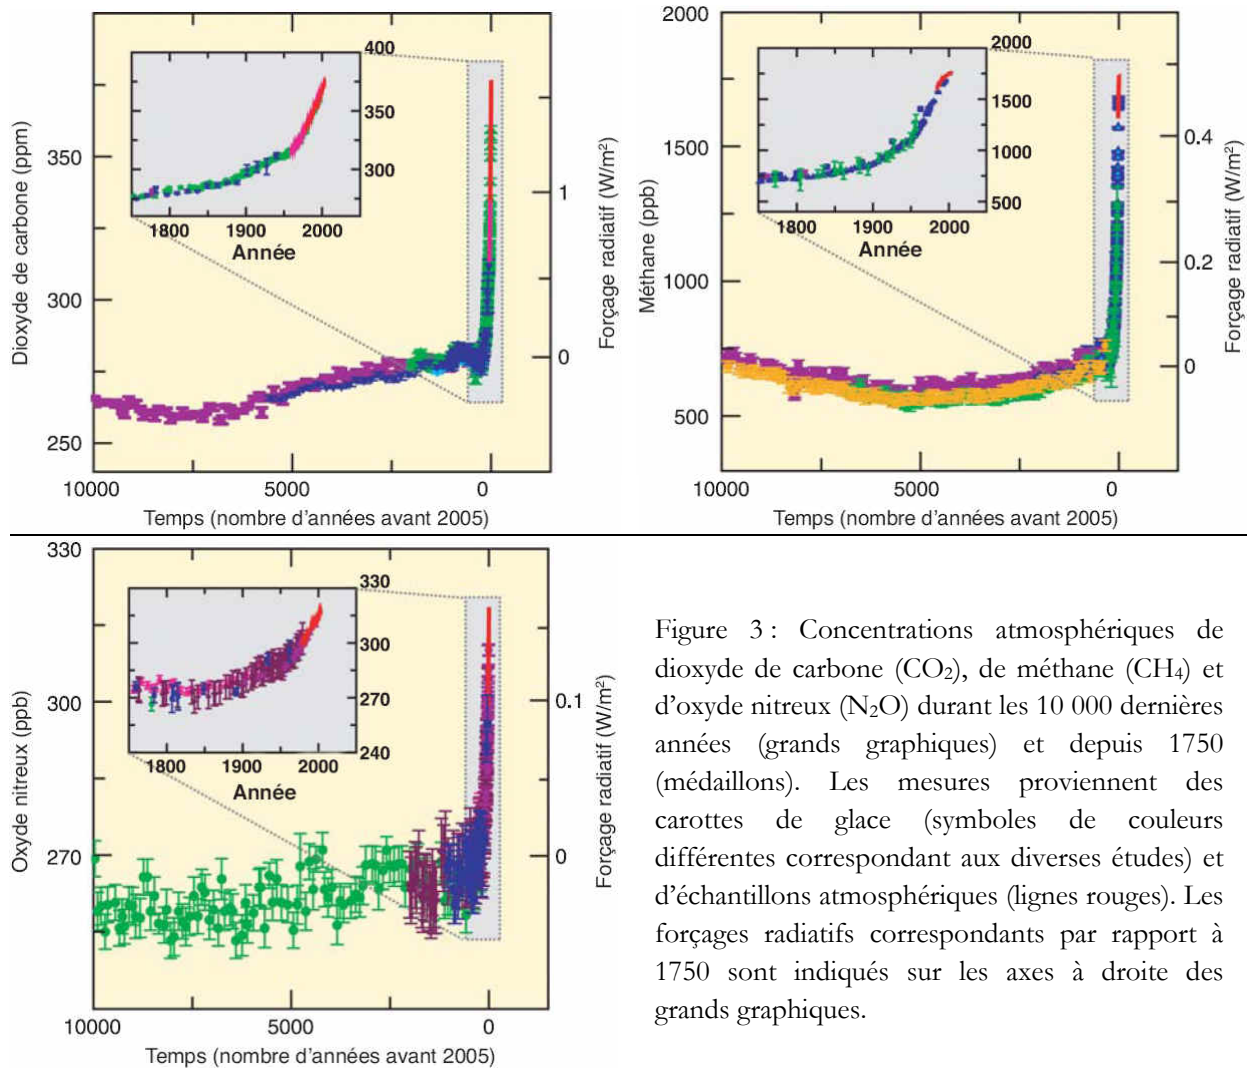 400
350
300
1800
1900
2000
Année
350
300
250
1
0
10000
5000
0
Dioxyde de carbone (ppm)
Forçage radiatif (W/m²)
Temps (nombre d'années avant 2005)
2000
1500
1000
500
2000
1500
1000
500
1800
1900
2000
Année
0.4
0.2
0
10000
5000
0
Méthane (ppb)
Forçage radiatif (W/m²)
Temps (nombre d'années avant 2005)
330
300
270
330
300
270
240
1800
1900
2000
Année
0.1
0
10000
5000
0
Oxyde nitreux (ppb)
Forçage radiatif (W/m²)
Temps (nombre d'années avant 2005)
Figure 3 : Concentrations atmosphériques de
dioxyde de carbone (CO₂), de méthane (CH₄) et
d'oxyde nitreux (N₂O) durant les 10 000 dernières
années (grands graphiques) et depuis 1750
(médaillons). Les mesures proviennent des
carottes de glace (symboles de couleurs
différentes correspondant aux diverses études) et
d'échantillons atmosphériques (lignes rouges). Les
forçages radiatifs correspondants par rapport à
1750 sont indiqués sur les axes à droite des
grands graphiques.